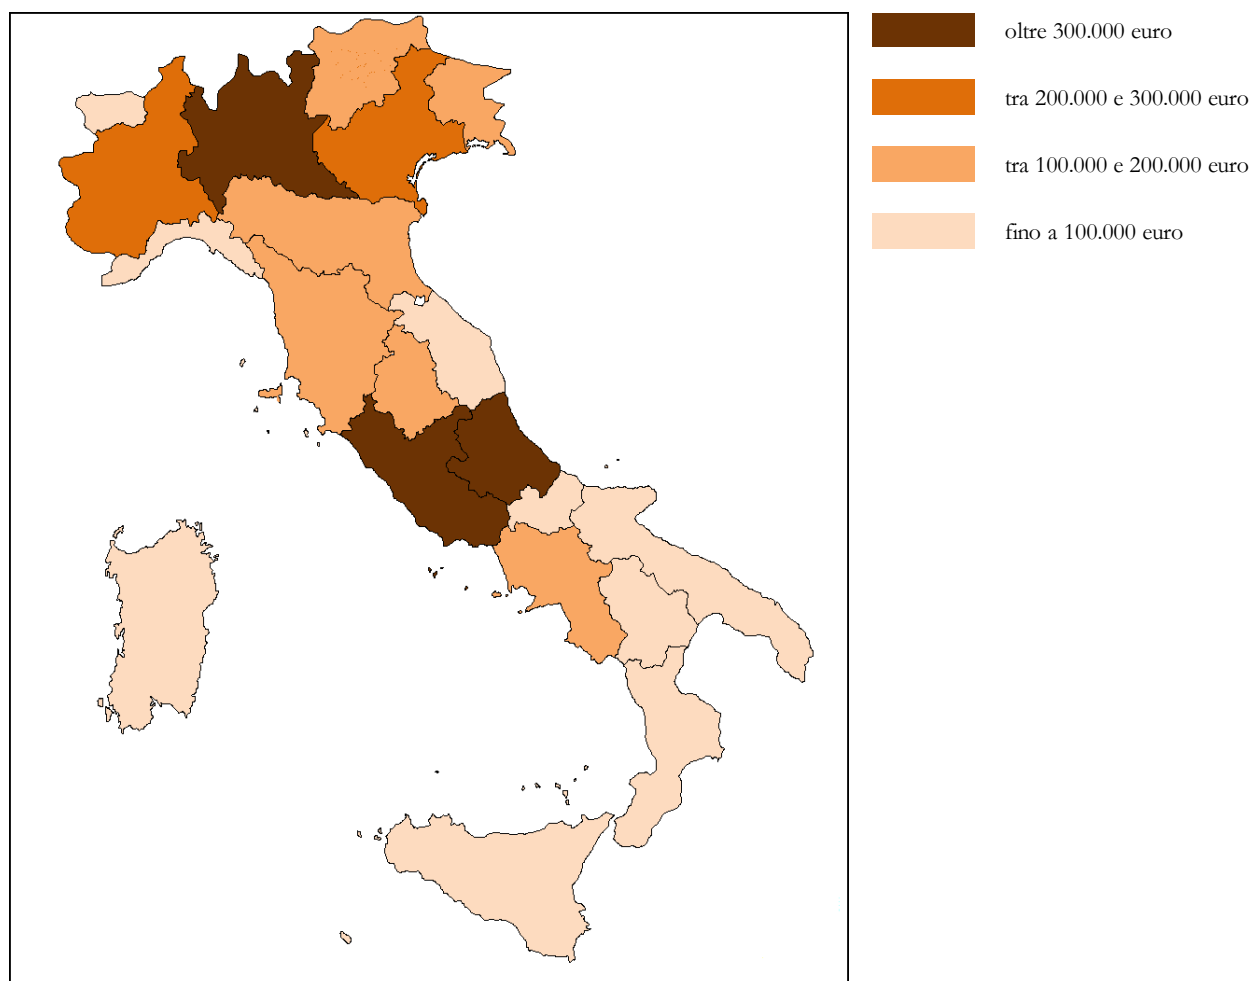 oltre 300.000 euro
tra 200.000 e 300.000 euro
tra 100.000 e 200.000 euro
fino a 100.000 euro